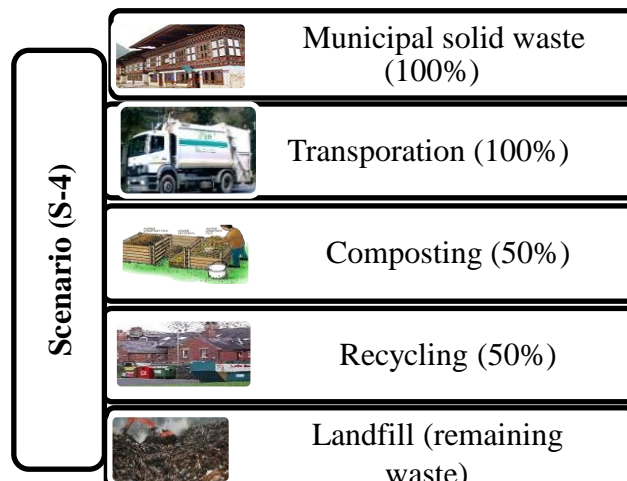 Scenario (S-4)
Municipal solid waste
(100%)
Transporation (100%)
Composting (50%)
Recycling (50%)
Landfill (remaining
waste)